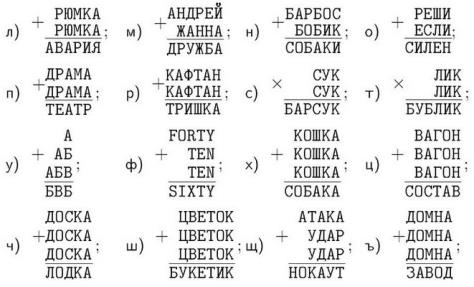 л) + РЮМКА РЮМКА АВАРИЯ ; м) + АНДРЕЙ ЖАННА ДРУЖБА ; н) + БАРБОС БОБИК СОБАКИ ; о) + РЕШИ ЕСЛИ СИЛЕН ;
п) + ДРАМА ДРАМА ТЕАТР ; р) + КАФТАН КАФТАН ТРИШКА ; с) × СУК СУК БАРСУК ; т) × ЛИК ЛИК БУБЛИК ;
у) + А АБ АБВ БВБ ; ф) + FORTY TEN TEN SIXTY ; х) + КОШКА + КОШКА КОШКА СОБАКА ; ц) + ВАГОН + ВАГОН ВАГОН СОСТАВ ;
ч) + ДОСКА + ДОСКА ДОСКА ЛОДКА ; ш) + ЦВЕТОК + ЦВЕТОК ЦВЕТОК БУКЕТИК ; щ) + АТАКА УДАР УДАР НОКАУТ ; ъ) + ДОМНА + ДОМНА ДОМНА ЗАВОД ;